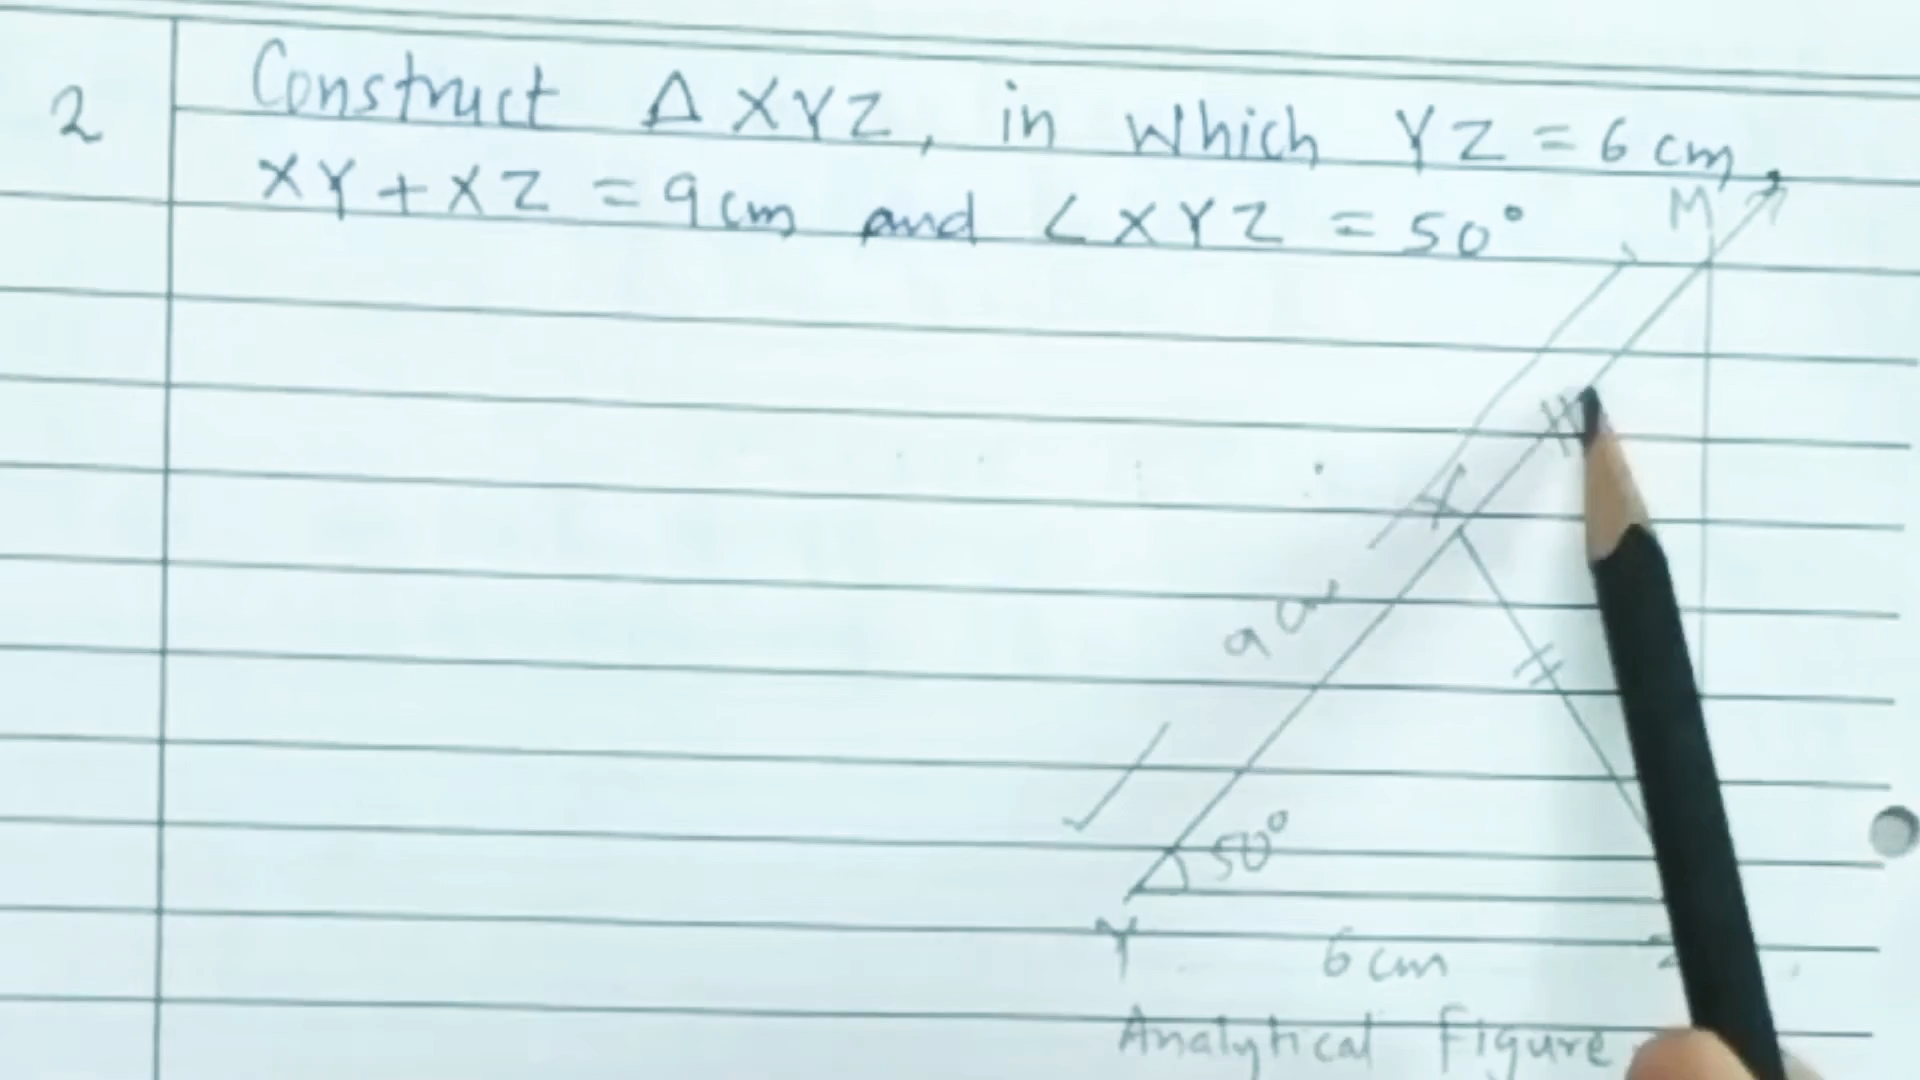 2
Construct Δ XYZ, in which YZ = 6 cm,
XY + XZ = 9 cm and ∠XYZ = 50°
M
X
9 cm
50°
Y
6 cm
Z
Analytical Figure